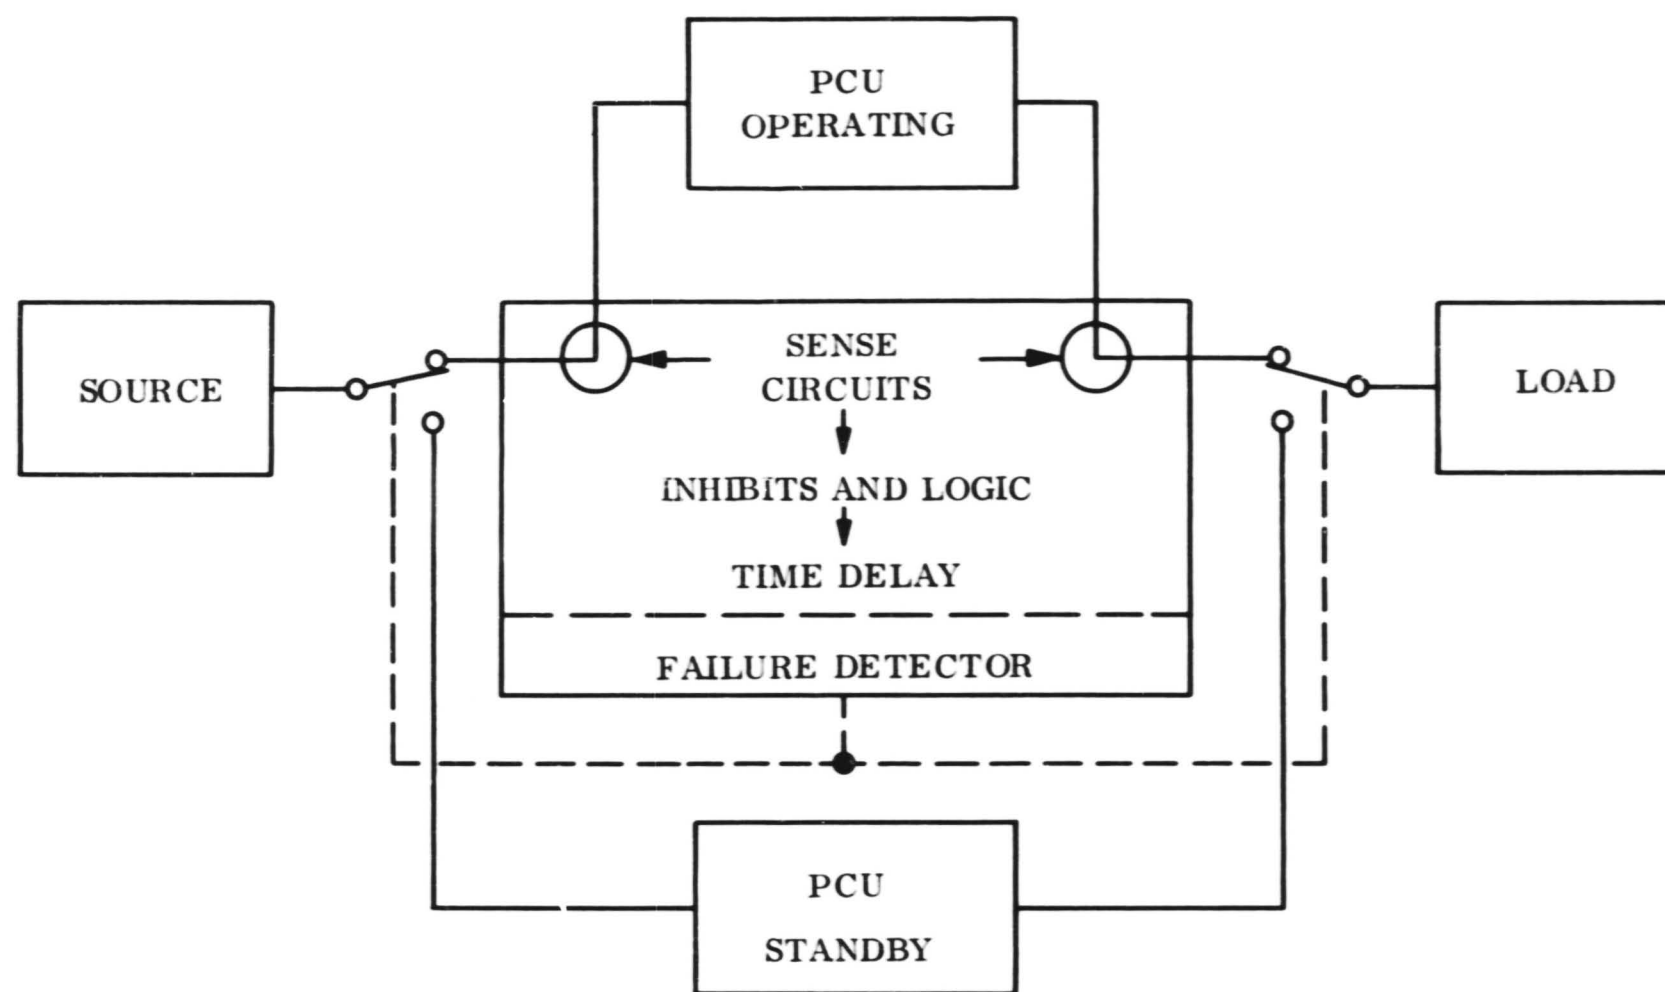 PCU
OPERATING
SOURCE
SENSE
CIRCUITS
INHIBITS AND LOGIC
TIME DELAY
FAILURE DETECTOR
LOAD
PCU
STANDBY